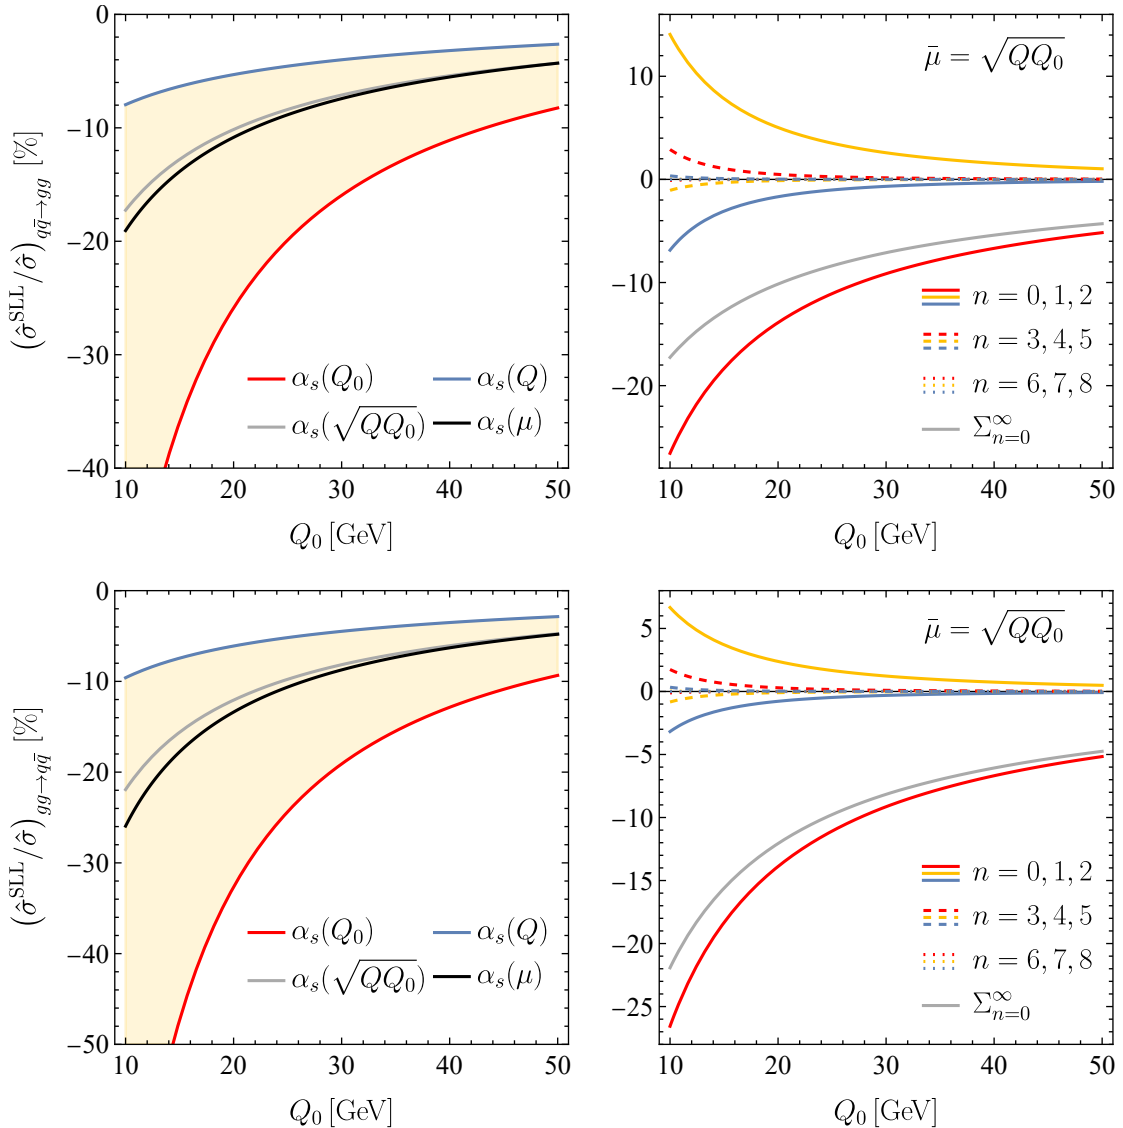 (σ̂^SLL/σ̂)_{qq̄→gg} [%]
0
−10
−20
−30
−40
α_s(Q_0) α_s(Q)
α_s(√QQ_0) α_s(μ)
10 20 30 40 50
Q_0 [GeV]
μ̄ = √QQ_0
10
0
−10
−20
n = 0, 1, 2
n = 3, 4, 5
n = 6, 7, 8
Σ_{n=0}^∞
10 20 30 40 50
Q_0 [GeV]
(σ̂^SLL/σ̂)_{gg→qq̄} [%]
0
−10
−20
−30
−40
−50
α_s(Q_0) α_s(Q)
α_s(√QQ_0) α_s(μ)
10 20 30 40 50
Q_0 [GeV]
μ̄ = √QQ_0
5
0
−5
−10
−15
−20
−25
n = 0, 1, 2
n = 3, 4, 5
n = 6, 7, 8
Σ_{n=0}^∞
10 20 30 40 50
Q_0 [GeV]